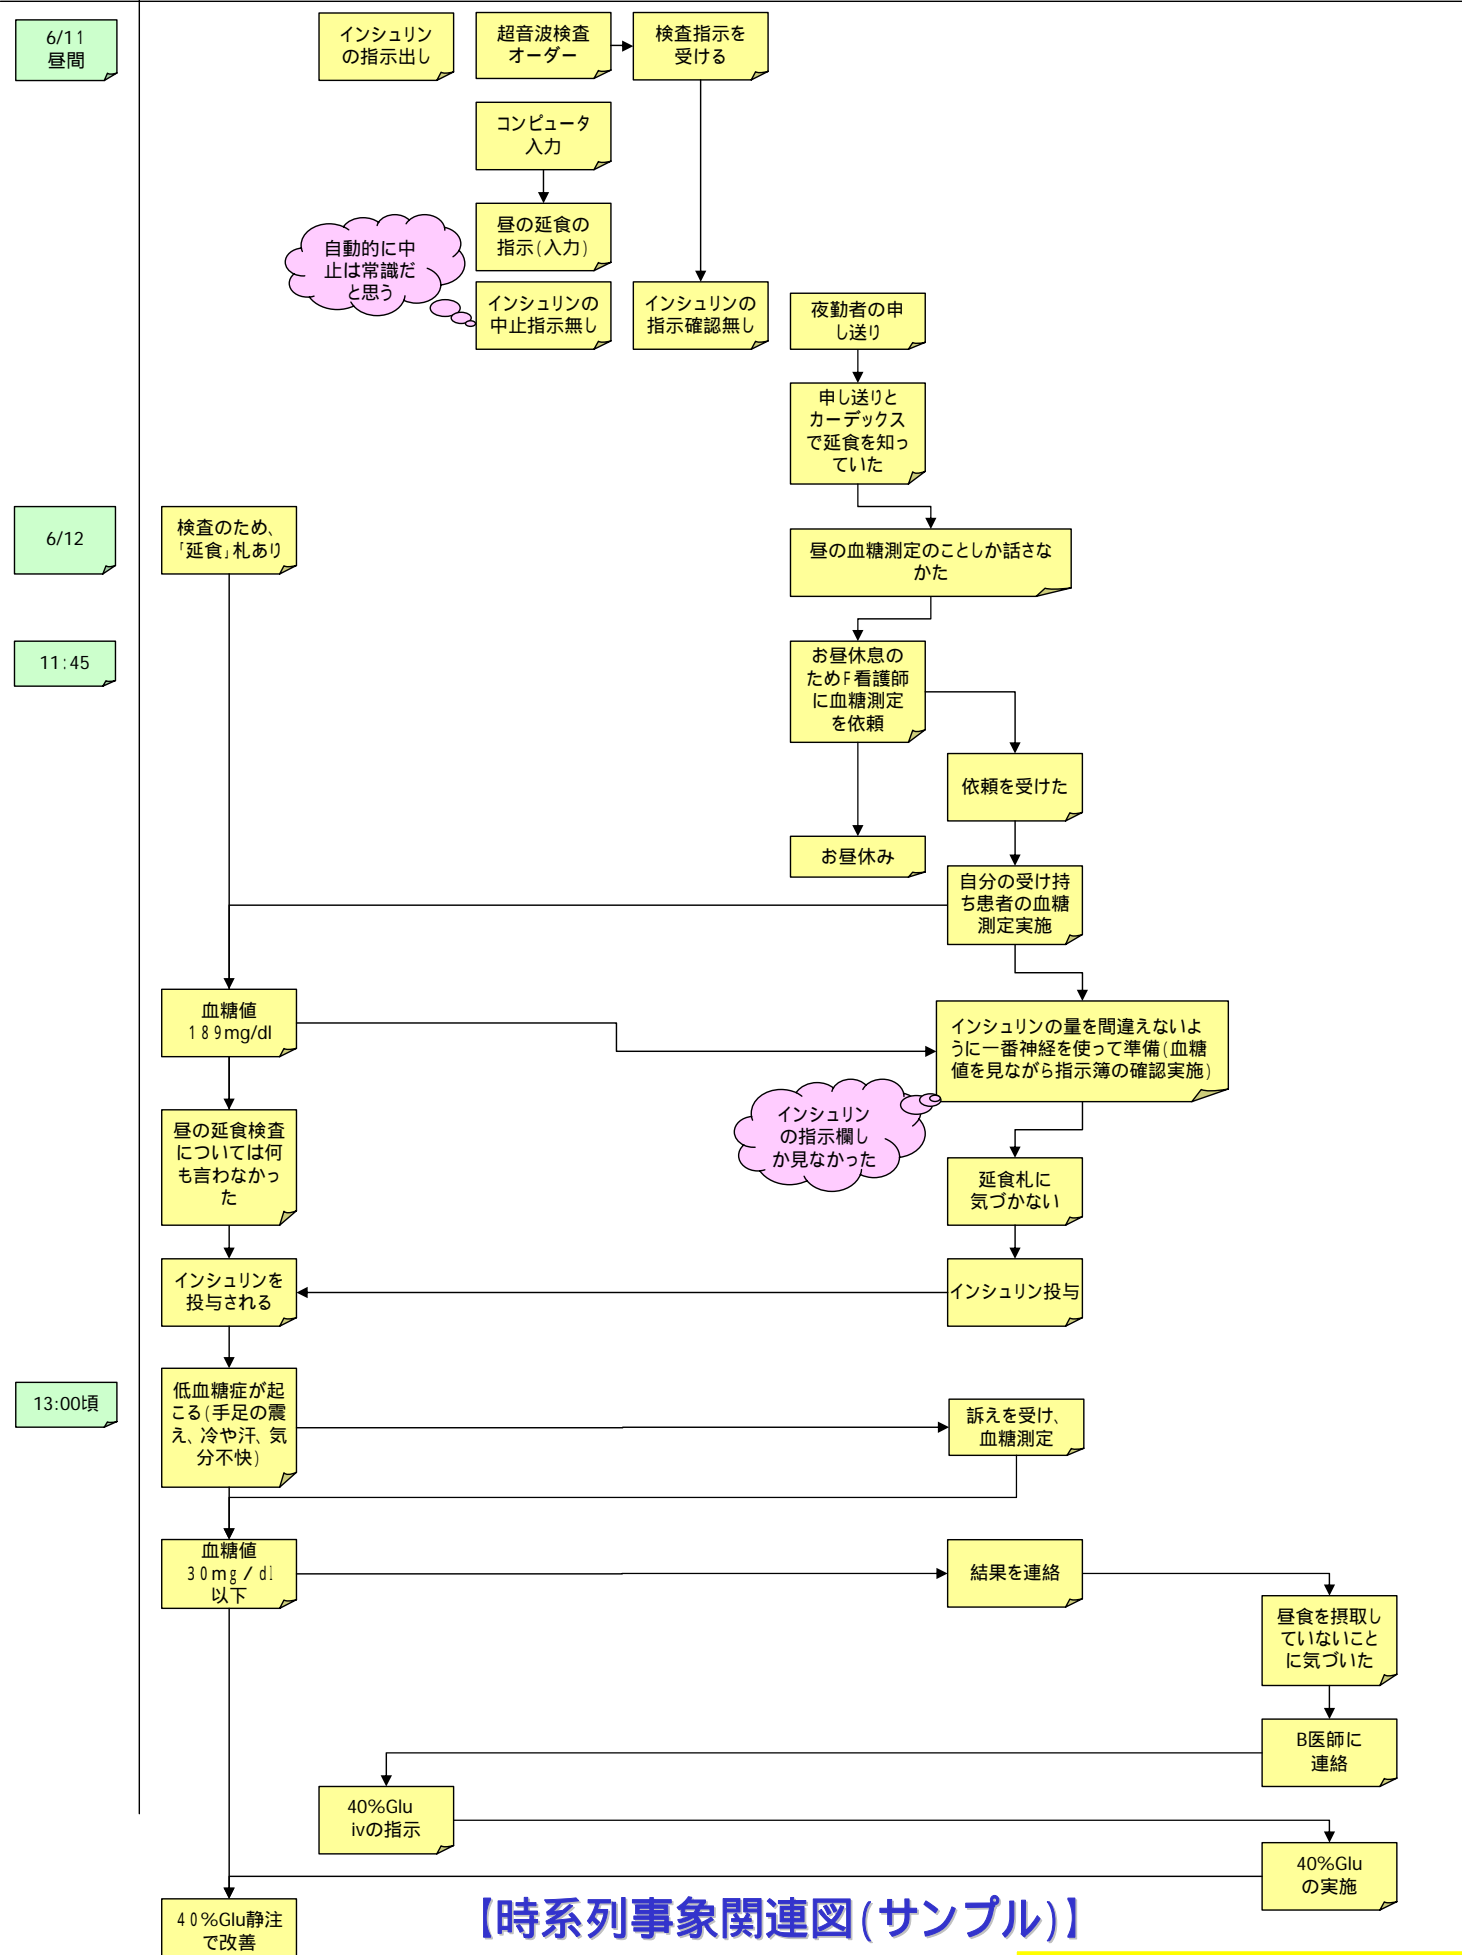 6/11
昼間
インシュリン
の指示出し
超音波検査
オーダー
検査指示を
受ける
コンピュータ
入力
昼の延食の
指示(入力)
自動的に中
止は常識だ
と思う
インシュリンの
中止指示無し
インシュリンの
指示確認無し
夜勤者の申
し送り
申し送りと
カーデックス
で延食を知っ
ていた
6/12
検査のため、
「延食」札あり
昼の血糖測定のことしか話さな
かた
11:45
お昼休息の
ためF看護師
に血糖測定
を依頼
依頼を受けた
お昼休み
自分の受け持
ち患者の血糖
測定実施
血糖値
189mg/dl
インシュリンの量を間違えないよ
うに一番神経を使って準備(血糖
値を見ながら指示簿の確認実施)
インシュリン
の指示欄し
か見なかった
昼の延食検査
については何
も言わなかっ
た
延食札に
気づかない
インシュリンを
投与される
インシュリン投与
13:00頃
低血糖症が起
こる(手足の震
え、冷や汗、気
分不快)
訴えを受け、
血糖測定
血糖値
30mg/dl
以下
結果を連絡
昼食を摂取し
ていないこと
に気づいた
B医師に
連絡
40%Glu
ivの指示
40%Glu
の実施
40%Glu静注
で改善
【時系列事象関連図(サンプル)】